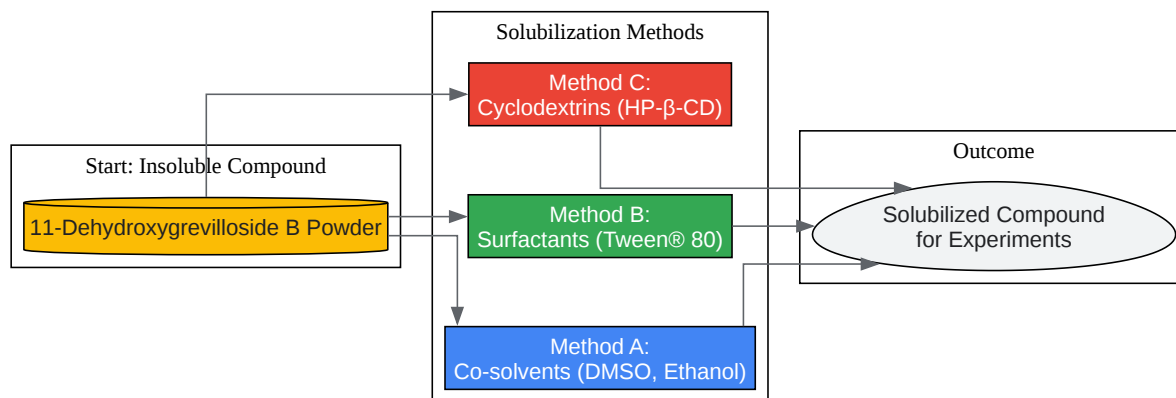 Solubilization Methods
Method C:
Cyclodextrins (HP-β-CD)
Start: Insoluble Compound
11-Dehydroxygrevilloside B Powder
Method B:
Surfactants (Tween® 80)
Method A:
Co-solvents (DMSO, Ethanol)
Outcome
Solubilized Compound
for Experiments